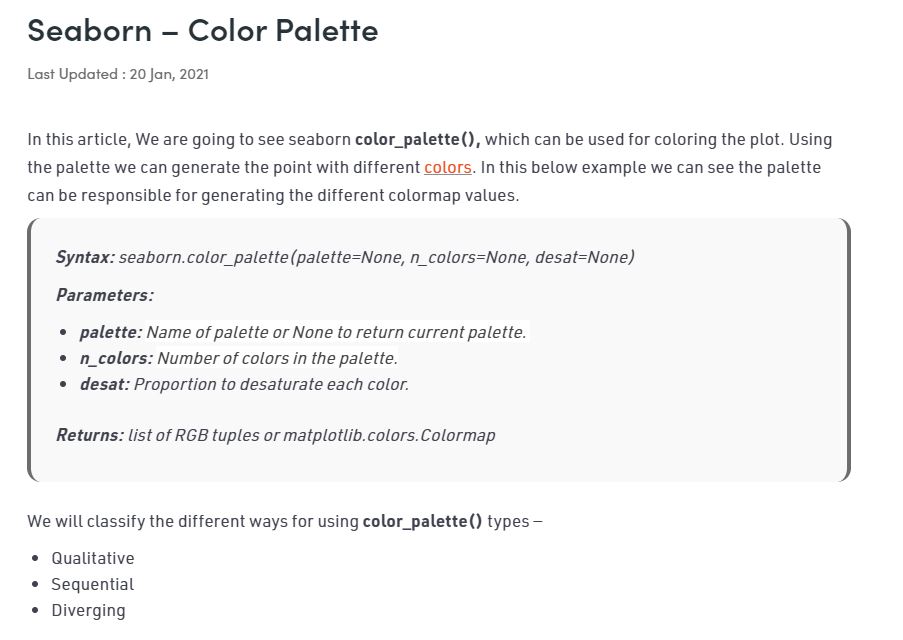 Seaborn – Color Palette
Last Updated : 20 Jan, 2021
In this article, We are going to see seaborn color_palette(), which can be used for coloring the plot. Using
the palette we can generate the point with different colors. In this below example we can see the palette
can be responsible for generating the different colormap values.
Syntax: seaborn.color_palette(palette=None, n_colors=None, desat=None)
Parameters:
• palette: Name of palette or None to return current palette.
• n_colors: Number of colors in the palette.
• desat: Proportion to desaturate each color.
Returns: list of RGB tuples or matplotlib.colors.Colormap
We will classify the different ways for using color_palette() types –
• Qualitative
• Sequential
• Diverging